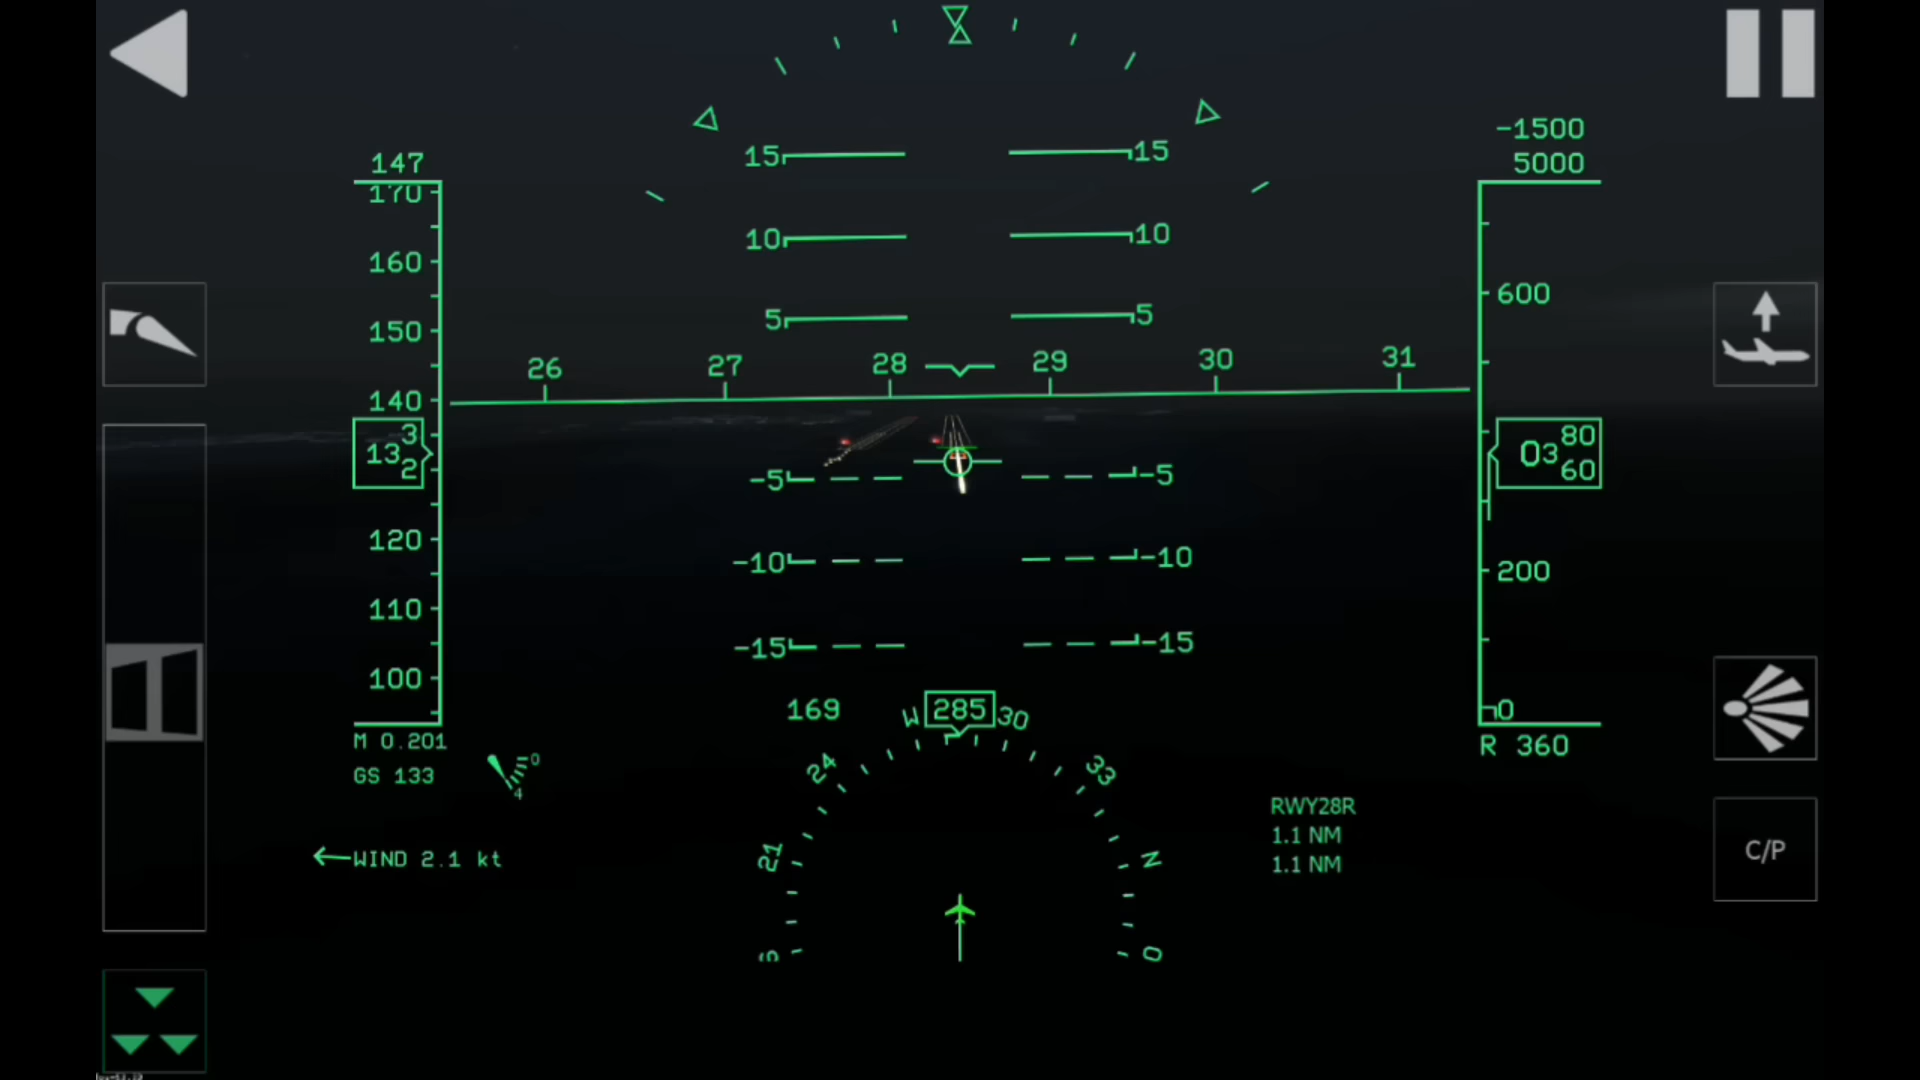 -1500
147
5000
170
160
150
140
13 3 2
120
110
100
15 15
10 10
5 5
26 27 28 29 30 31
-5 -5
-10 -10
-15 -15
600
03 80 60
200
0
R 360
M 0.201
GS 133
0
4
WIND 2.1 kt
169
W 285 30
24 33
21 N
0
RWY28R
1.1 NM
1.1 NM
C/P